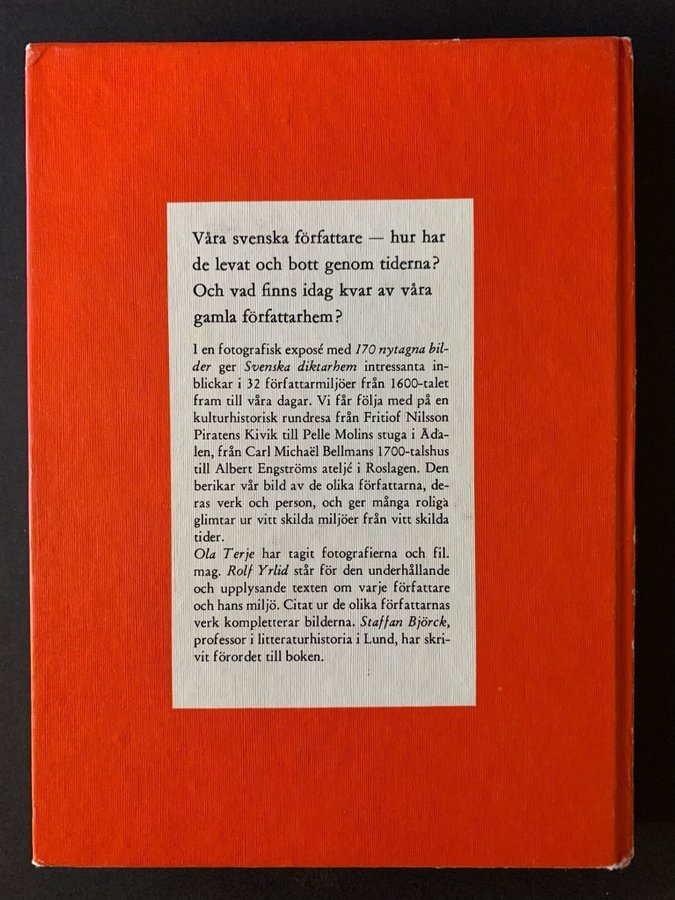 Våra svenska författare — hur har
de levat och bott genom tiderna?
Och vad finns idag kvar av våra
gamla författarhem?
I en fotografisk exposé med 170 nytagna bil-
der ger Svenska diktarhem intressanta in-
blickar i 32 författarmiljöer från 1600-talet
fram till våra dagar. Vi får följa med på en
kulturhistorisk rundresa från Fritiof Nilsson
Piratens Kivik till Pelle Molins stuga i Åda-
len, från Carl Michaël Bellmans 1700-talshus
till Albert Engströms ateljé i Roslagen. Den
berikar vår bild av de olika författarna, de-
ras verk och person, och ger många roliga
glimtar ur vitt skilda miljöer från vitt skilda
tider.
Ola Terje har tagit fotografierna och fil.
mag. Rolf Yrlid står för den underhållande
och upplysande texten om varje författare
och hans miljö. Citat ur de olika författarnas
verk kompletterar bilderna. Staffan Björck,
professor i litteraturhistoria i Lund, har skri-
vit förordet till boken.